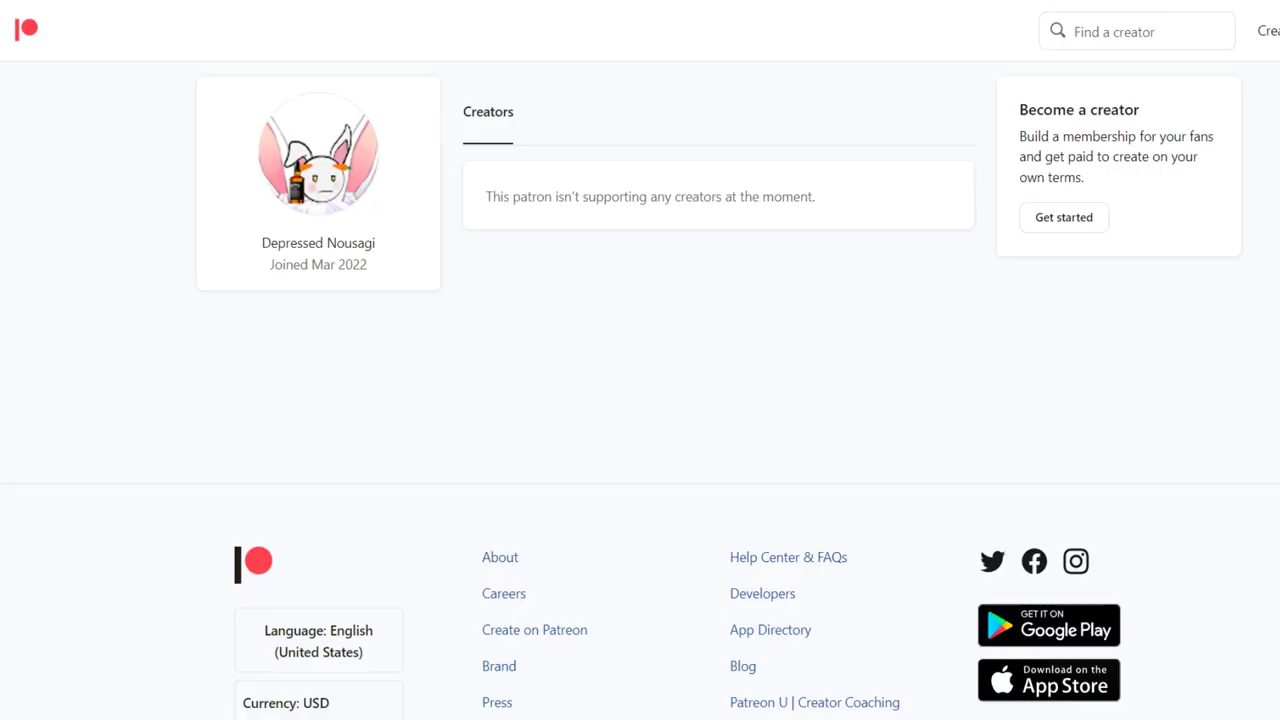 Find a creator
Crea
Depressed Nousagi
Joined Mar 2022
Creators
This patron isn't supporting any creators at the moment.
Become a creator
Build a membership for your fans
and get paid to create on your
own terms.
Get started
Language: English
(United States)
Currency: USD
About
Careers
Create on Patreon
Brand
Press
Help Center & FAQs
Developers
App Directory
Blog
Patreon U | Creator Coaching
GET IT ON
Google Play
Download on the
App Store